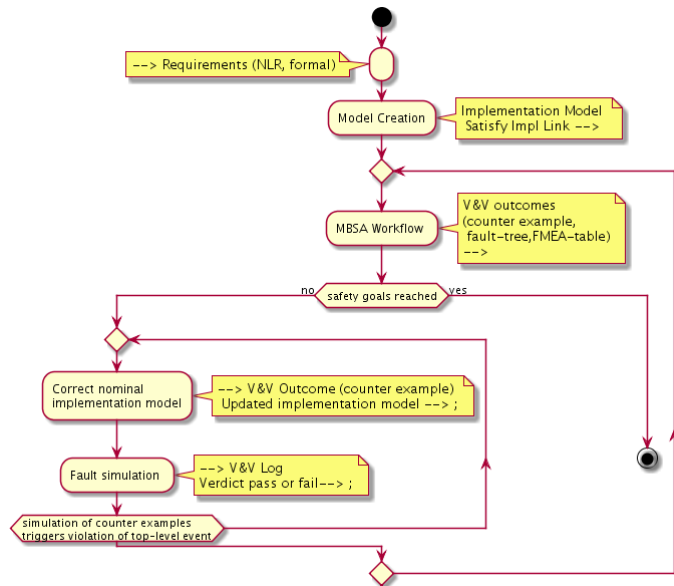 --> Requirements (NLR, formal)
Model Creation
Implementation Model
Satisfy Impl Link -->
MBSA Workflow
V&V outcomes
(counter example,
fault-tree,FMEA-table)
-->
no
safety goals reached
yes
Correct nominal
implementation model
--> V&V Outcome (counter example)
Updated implementation model --> ;
Fault simulation
--> V&V Log
Verdict pass or fail--> ;
simulation of counter examples
triggers violation of top-level event